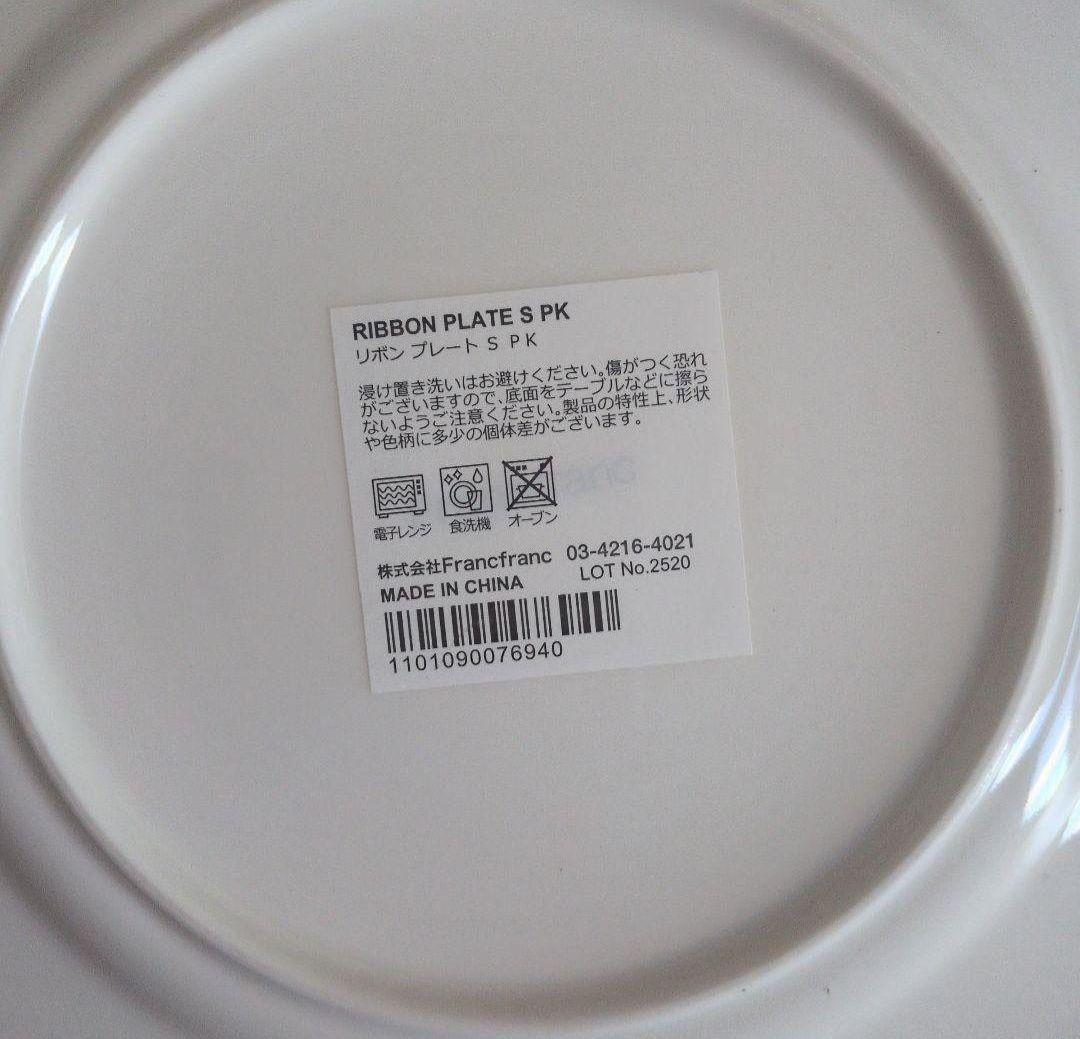 RIBBON PLATE S PK
リボン プレート S PK
浸け置き洗いはお避けください。傷がつく恐れ
がございますので、底面をテーブルなどに擦ら
ないようご注意ください。製品の特性上、形状
や色柄に多少の個体差がございます。
電子レンジ 食洗機 オーブン
株式会社Francfranc 03-4216-4021
MADE IN CHINA LOT No.2520
1101090076940